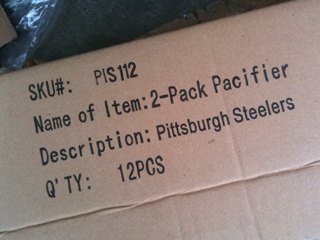 SKU#: PIS112
Name of Item: 2-Pack Pacifier
Description: Pittsburgh Steelers
Q'TY: 12PCS